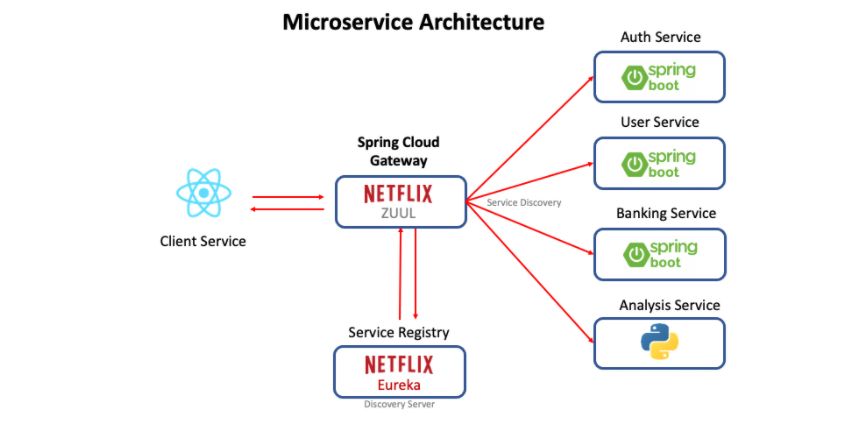 Microservice Architecture
Auth Service
spring
boot
User Service
spring
boot
Spring Cloud
Gateway
NETFLIX
ZUUL
Service Discovery
Client Service
Banking Service
spring
boot
Analysis Service
Service Registry
NETFLIX
Eureka
Discovery Server